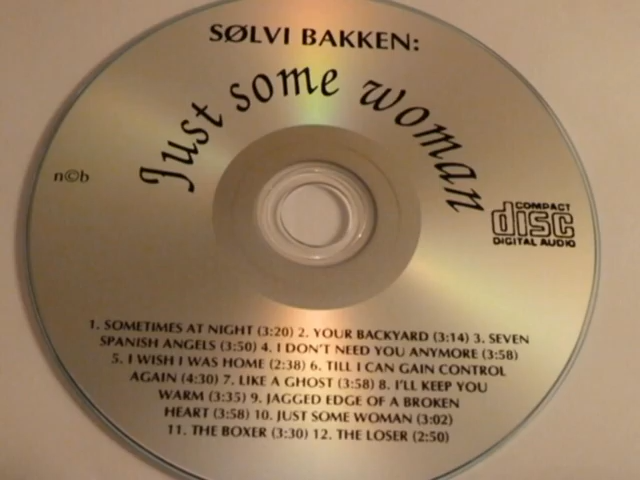 SØLVI BAKKEN:
Just some woman
n©b
COMPACT
disc
DIGITAL AUDIO
1. SOMETIMES AT NIGHT (3:20) 2. YOUR BACKYARD (3:14) 3. SEVEN
SPANISH ANGELS (3:50) 4. I DON'T NEED YOU ANYMORE (3:58)
5. I WISH I WAS HOME (2:38) 6. TILL I CAN GAIN CONTROL
AGAIN (4:30) 7. LIKE A GHOST (3:58) 8. I'LL KEEP YOU
WARM (3:35) 9. JAGGED EDGE OF A BROKEN
HEART (3:58) 10. JUST SOME WOMAN (3:02)
11. THE BOXER (3:30) 12. THE LOSER (2:50)